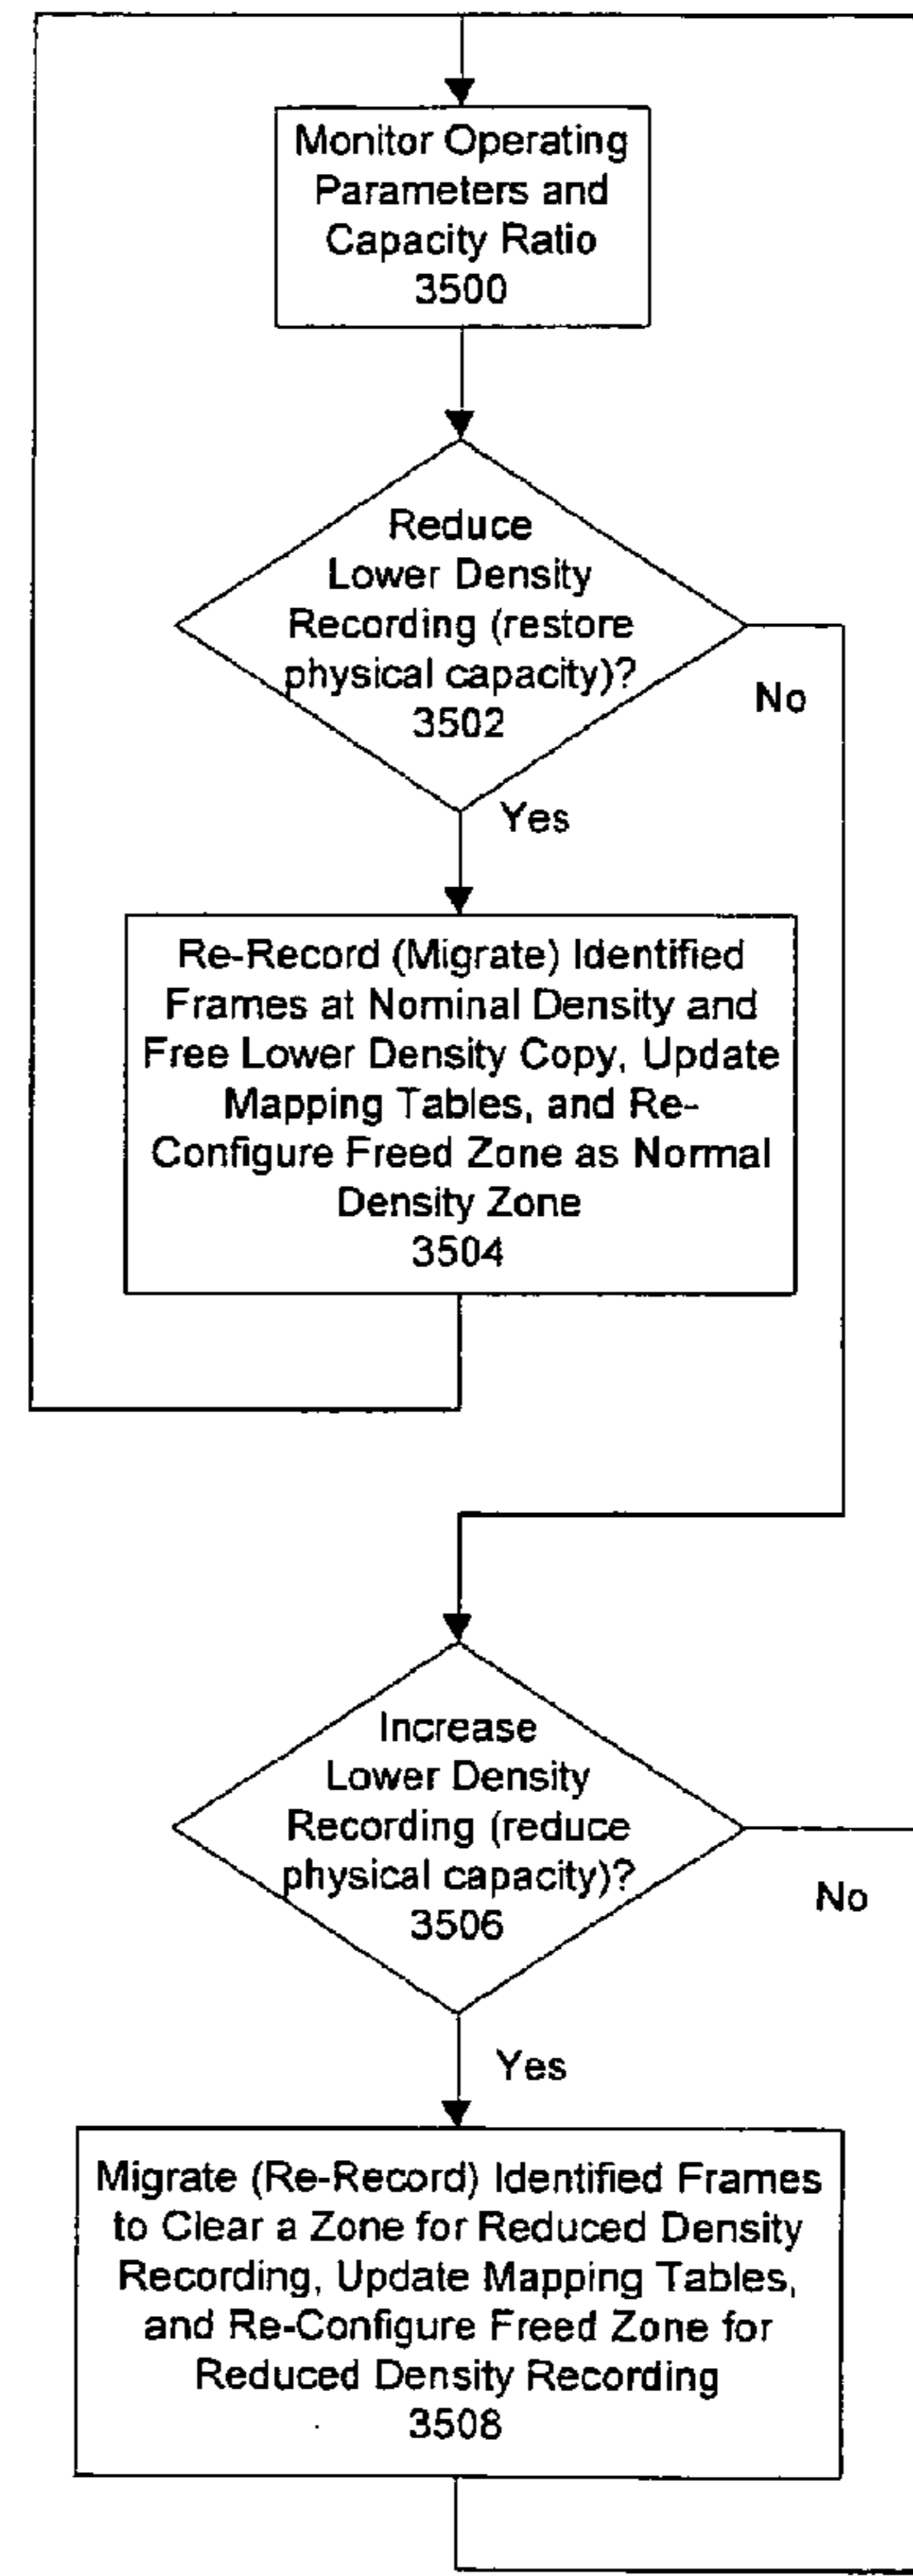 Monitor Operating
Parameters and
Capacity Ratio
3500
Reduce
Lower Density
Recording (restore
physical capacity)?
3502
No
Yes
Re-Record (Migrate) Identified
Frames at Nominal Density and
Free Lower Density Copy, Update
Mapping Tables, and Re-
Configure Freed Zone as Normal
Density Zone
3504
Increase
Lower Density
Recording (reduce
physical capacity)?
3506
No
Yes
Migrate (Re-Record) Identified Frames
to Clear a Zone for Reduced Density
Recording, Update Mapping Tables,
and Re-Configure Freed Zone for
Reduced Density Recording
3508